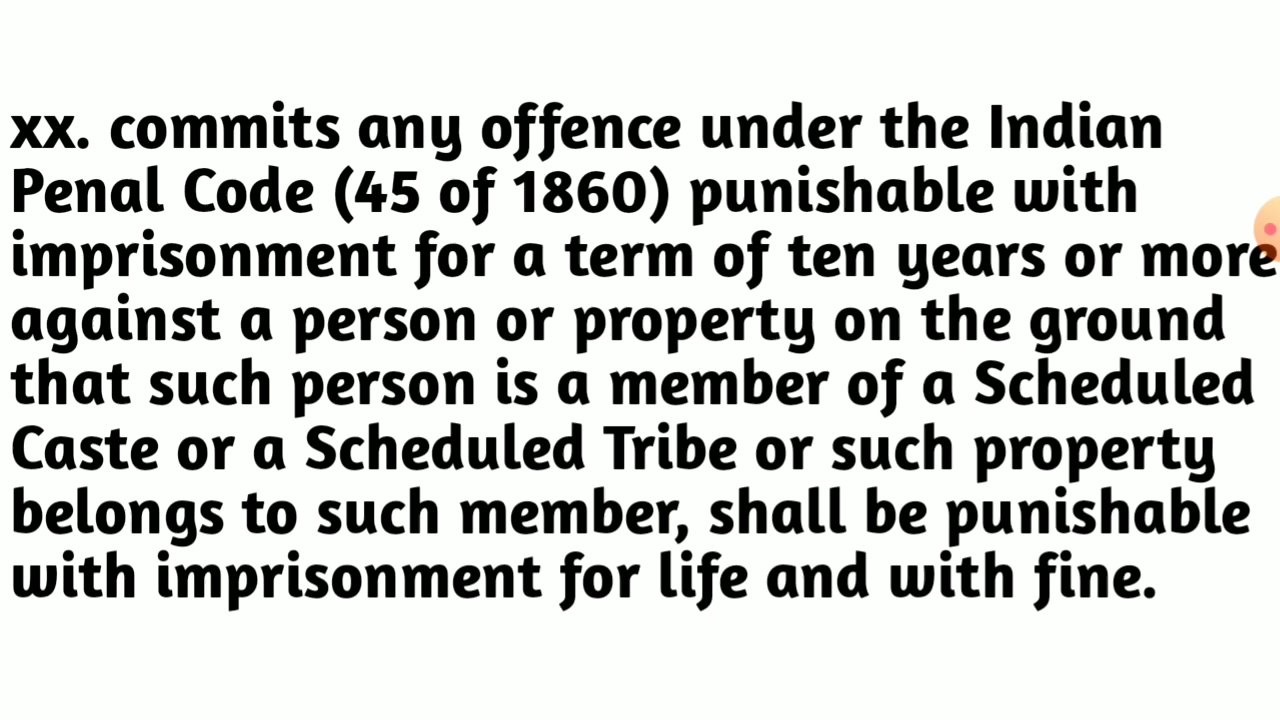 xx. commits any offence under the Indian
Penal Code (45 of 1860) punishable with
imprisonment for a term of ten years or more
against a person or property on the ground
that such person is a member of a Scheduled
Caste or a Scheduled Tribe or such property
belongs to such member, shall be punishable
with imprisonment for life and with fine.